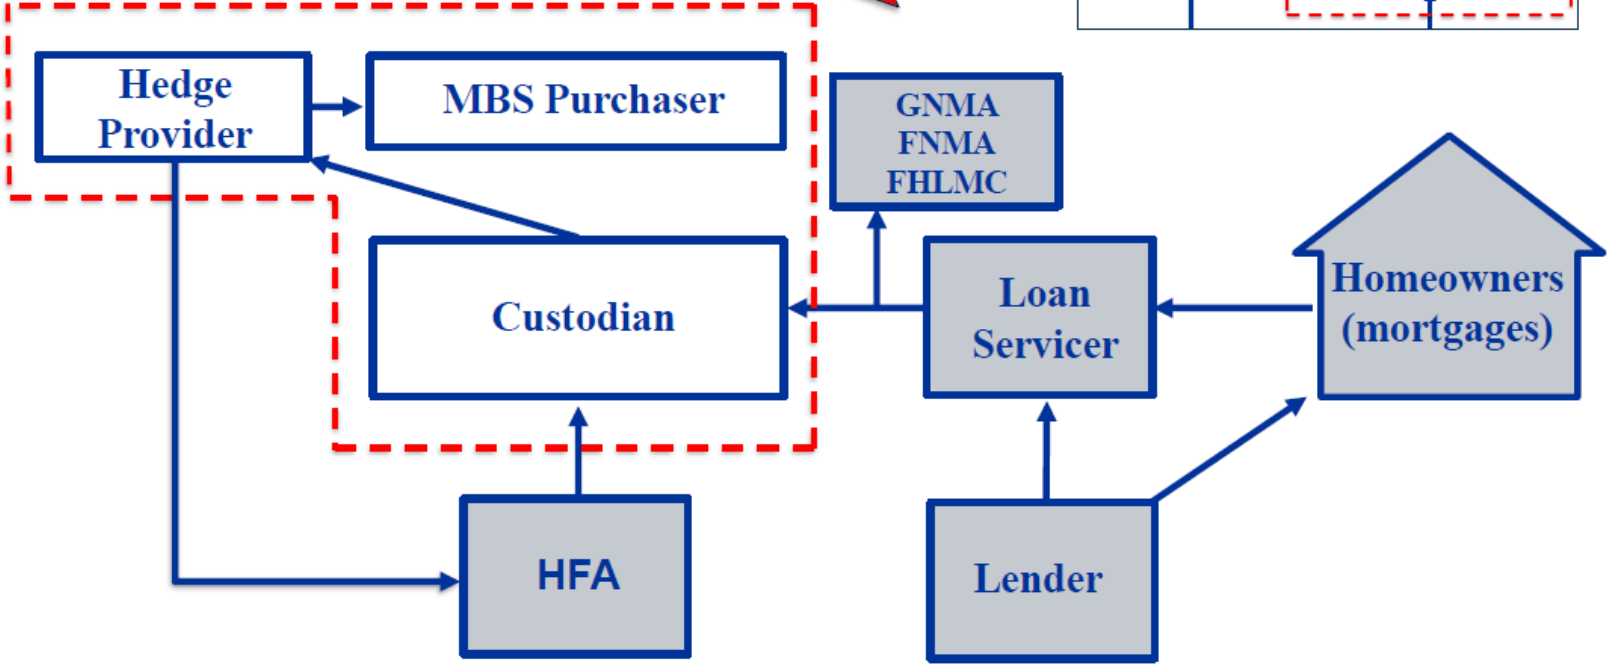 Hedge
Provider
MBS Purchaser
GNMA
FNMA
FHLMC
Custodian
Loan
Servicer
Homeowners
(mortgages)
HFA
Lender